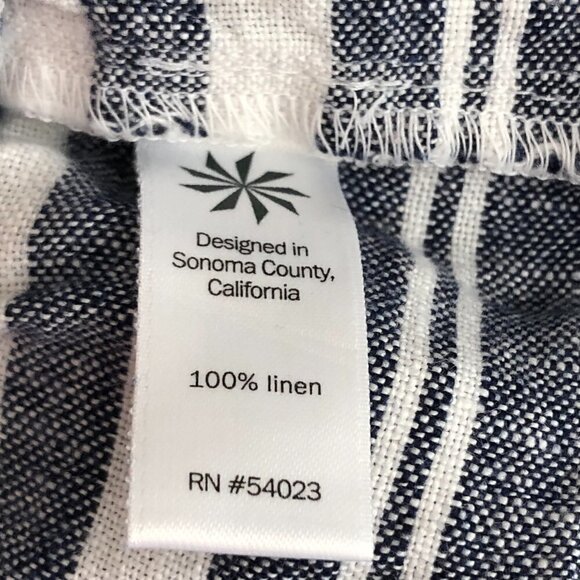 Designed in
Sonoma County,
California
100% linen
RN #54023